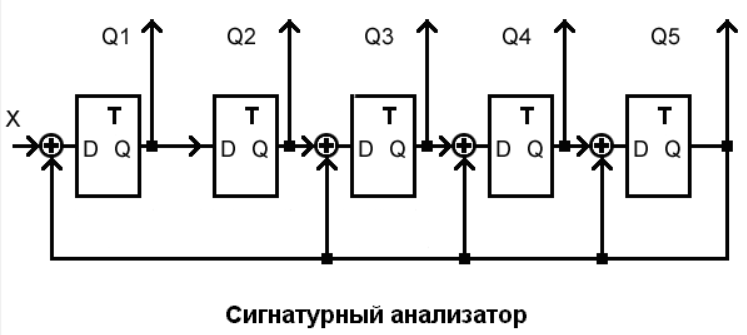 Q1 Q2 Q3 Q4 Q5
X
T T T T T
D Q D Q D Q D Q D Q
Сигнатурный анализатор